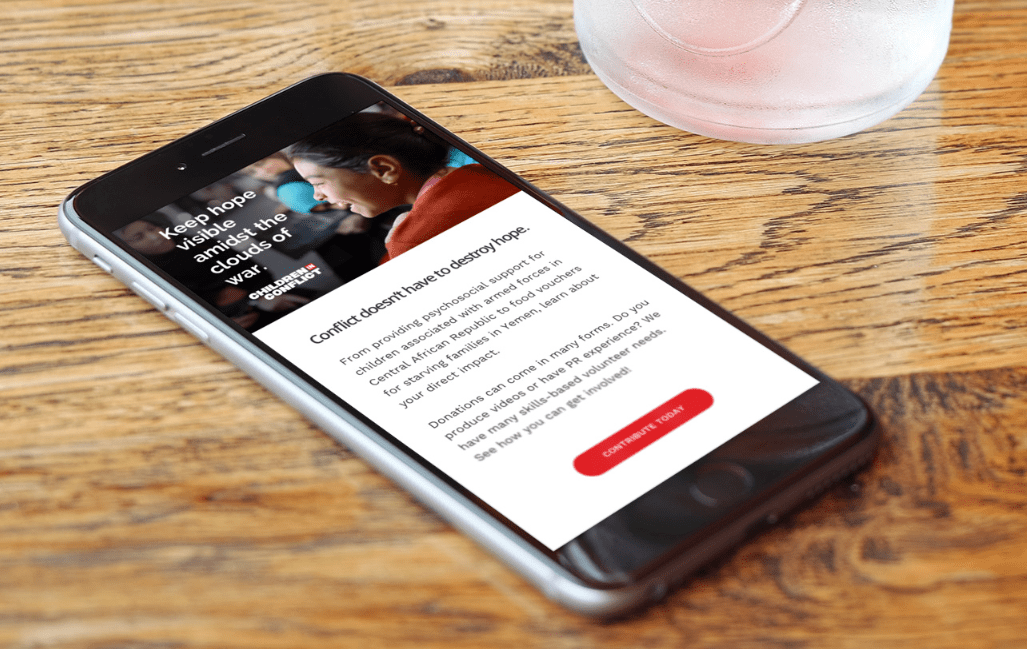 Keep hope
visible
amidst the
clouds of
war.
CHILDREN IN
CONFLICT
Conflict doesn't have to destroy hope.
From providing psychosocial support for
children associated with armed forces in
Central African Republic to food vouchers
for starving families in Yemen, learn about
your direct impact.
Donations can come in many forms. Do you
produce videos or have PR experience? We
have many skills-based volunteer needs.
See how you can get involved!
CONTRIBUTE TODAY